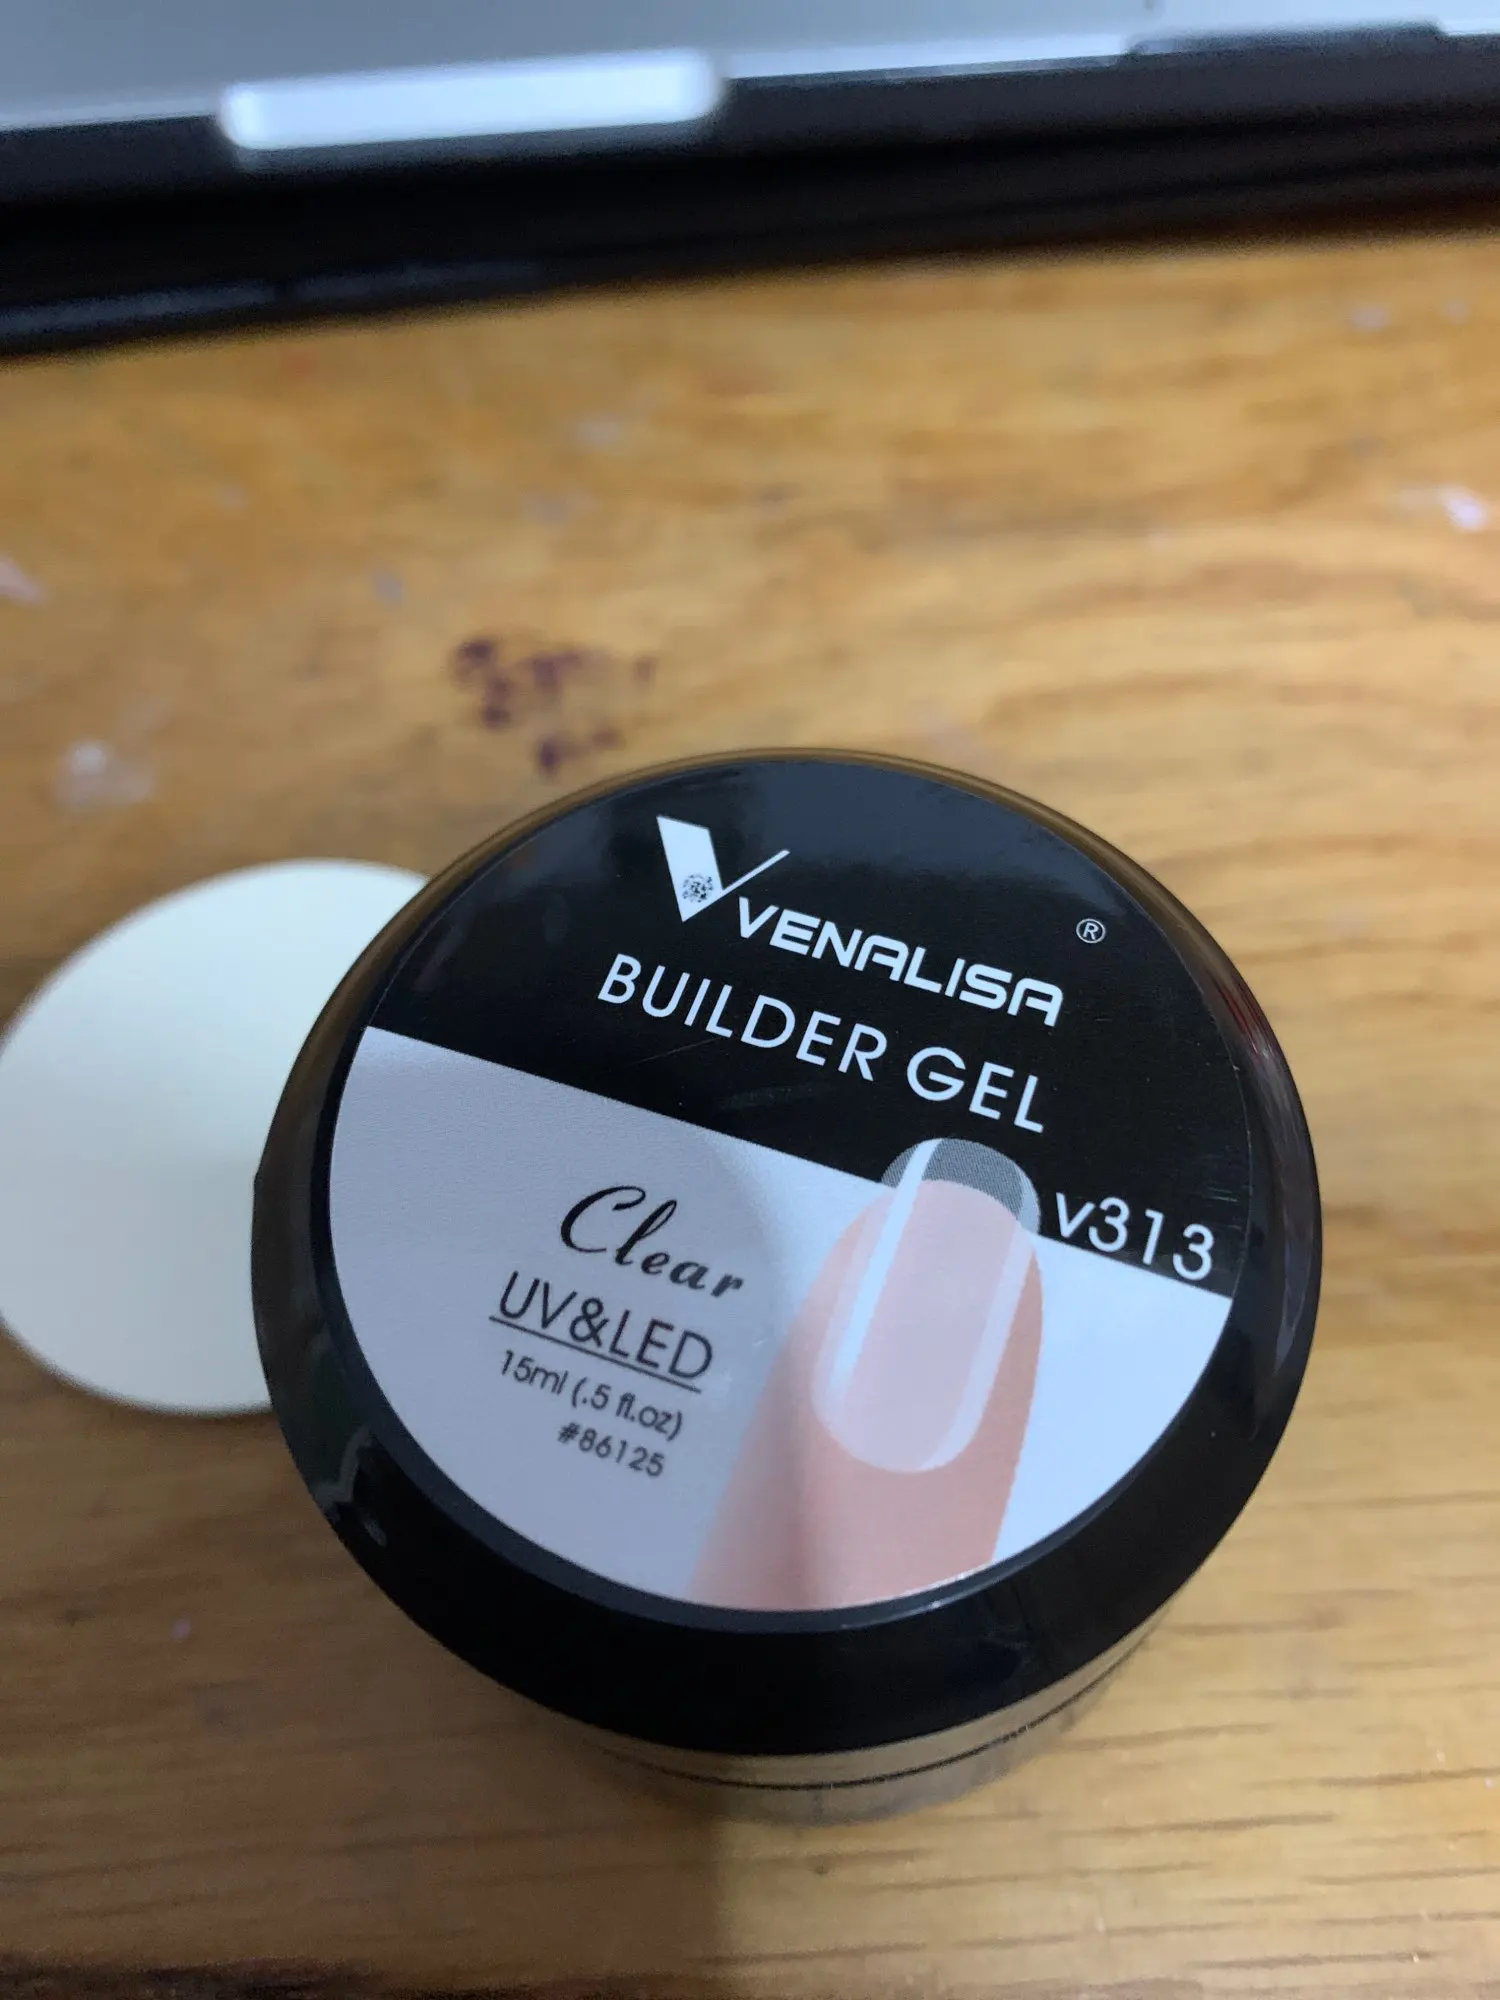 VENALISA ®
BUILDER GEL
v313
Clear
UV&LED
15ml (.5 fl.oz)
#86125